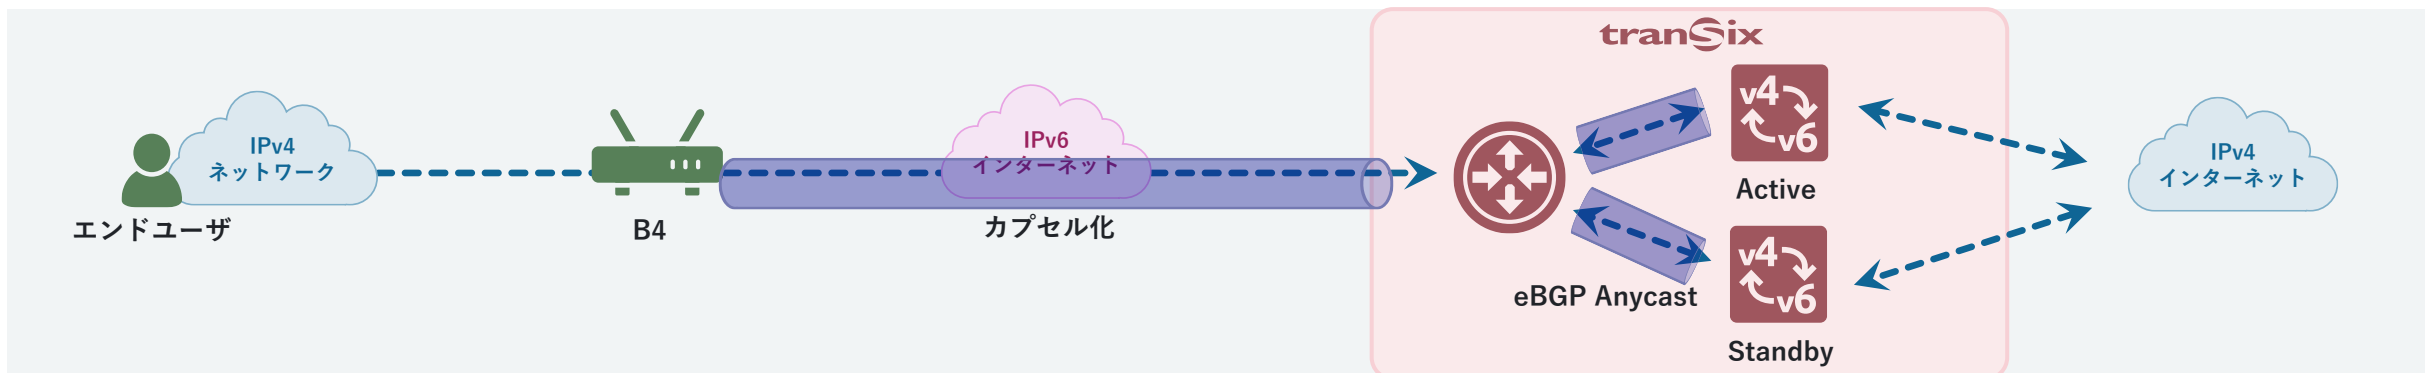 tranSix
IPv4
ネットワーク
エンドユーザ
B4
IPv6
インターネット
カプセル化
v4
v6
Active
eBGP Anycast
v4
v6
Standby
IPv4
インターネット